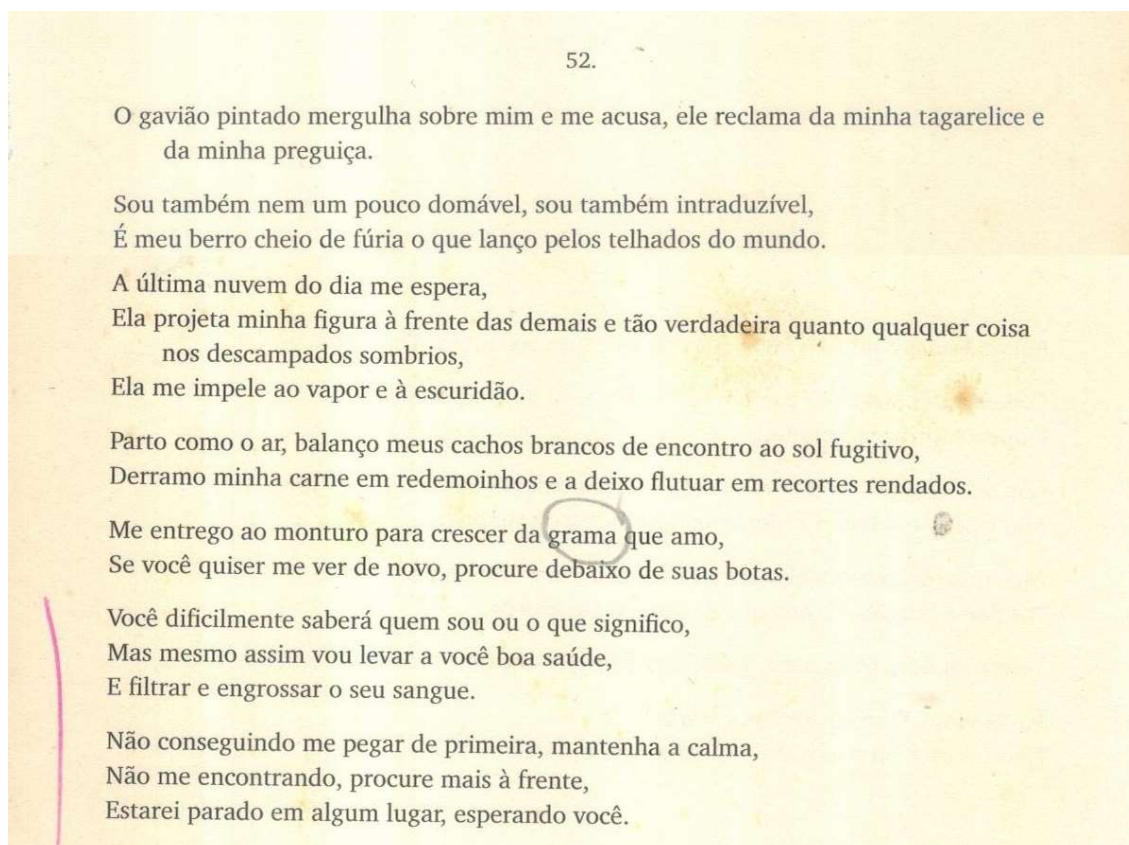 52.
O gavião pintado mergulha sobre mim e me acusa, ele reclama da minha tagarelice e
da minha preguiça.
Sou também nem um pouco domável, sou também intraduzível,
É meu berro cheio de fúria o que lanço pelos telhados do mundo.
A última nuvem do dia me espera,
Ela projeta minha figura à frente das demais e tão verdadeira quanto qualquer coisa
nos descampados sombrios,
Ela me impele ao vapor e à escuridão.
Parto como o ar, balanço meus cachos brancos de encontro ao sol fugitivo,
Derramo minha carne em redemoinhos e a deixo flutuar em recortes rendados.
Me entrego ao monturo para crescer da grama que amo,
Se você quiser me ver de novo, procure debaixo de suas botas.
Você dificilmente saberá quem sou ou o que significo,
Mas mesmo assim vou levar a você boa saúde,
E filtrar e engrossar o seu sangue.
Não conseguindo me pegar de primeira, mantenha a calma,
Não me encontrando, procure mais à frente,
Estarei parado em algum lugar, esperando você.